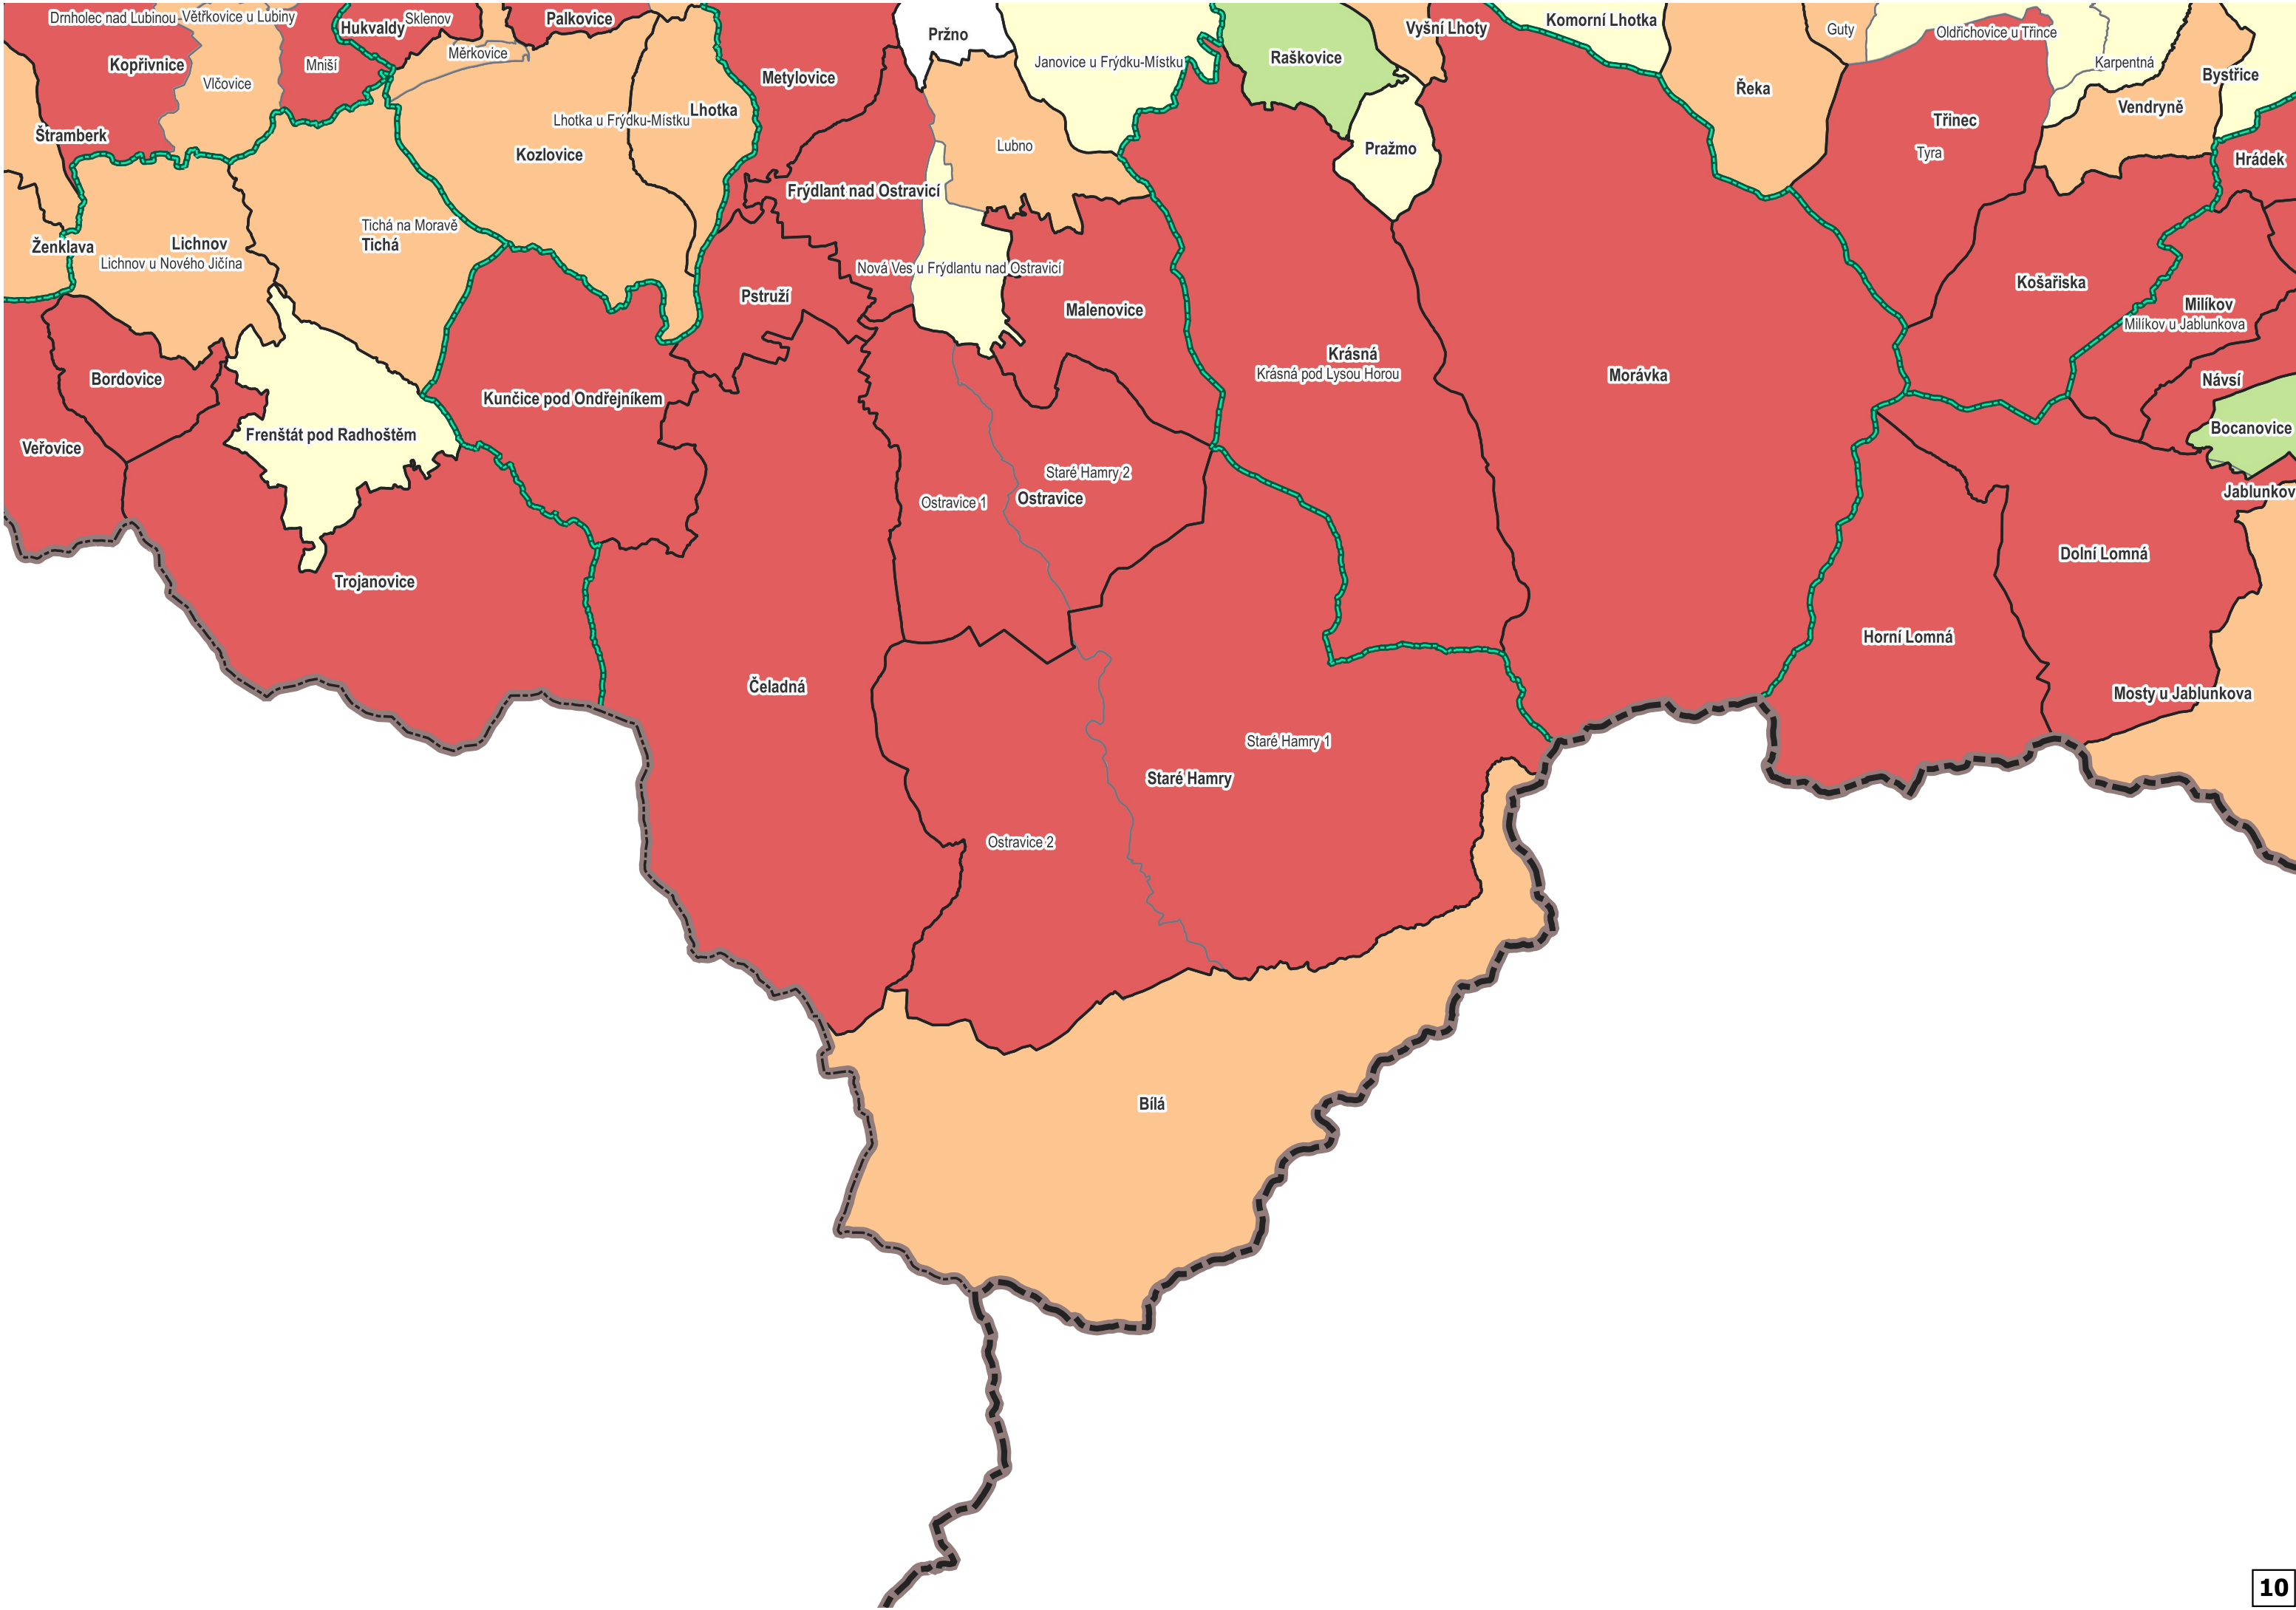 Drnholec nad Lubinou
Větřkovice u Lubiny
Hukvaldy
Sklenov
Palkovice
Pržno
Vyšní Lhoty
Komorní Lhotka
Guty
Oldřichovice u Třince
Kopřivnice
Mniší
Měrkovice
Metylovice
Janovice u Frýdku-Místku
Raškovice
Karpentná
Bystřice
Vlčovice
Řeka
Vendryně
Štramberk
Lhotka u Frýdku-Místku
Lhotka
Třinec
Kozlovice
Lubno
Pražmo
Tyra
Hrádek
Frýdlant nad Ostravicí
Ženklava
Lichnov
Lichnov u Nového Jičína
Tichá na Moravě
Tichá
Nová Ves u Frýdlantu nad Ostravicí
Košařiska
Pstruží
Malenovice
Milíkov
Milíkov u Jablunkova
Krásná
Krásná pod Lysou Horou
Morávka
Návsí
Bordovice
Kunčice pod Ondřejníkem
Frenštát pod Radhoštěm
Bocanovice
Veřovice
Staré Hamry 2
Ostravice 1
Ostravice
Jablunkov
Dolní Lomná
Trojanovice
Horní Lomná
Čeladná
Mosty u Jablunkova
Staré Hamry 1
Staré Hamry
Ostravice 2
Bílá
10